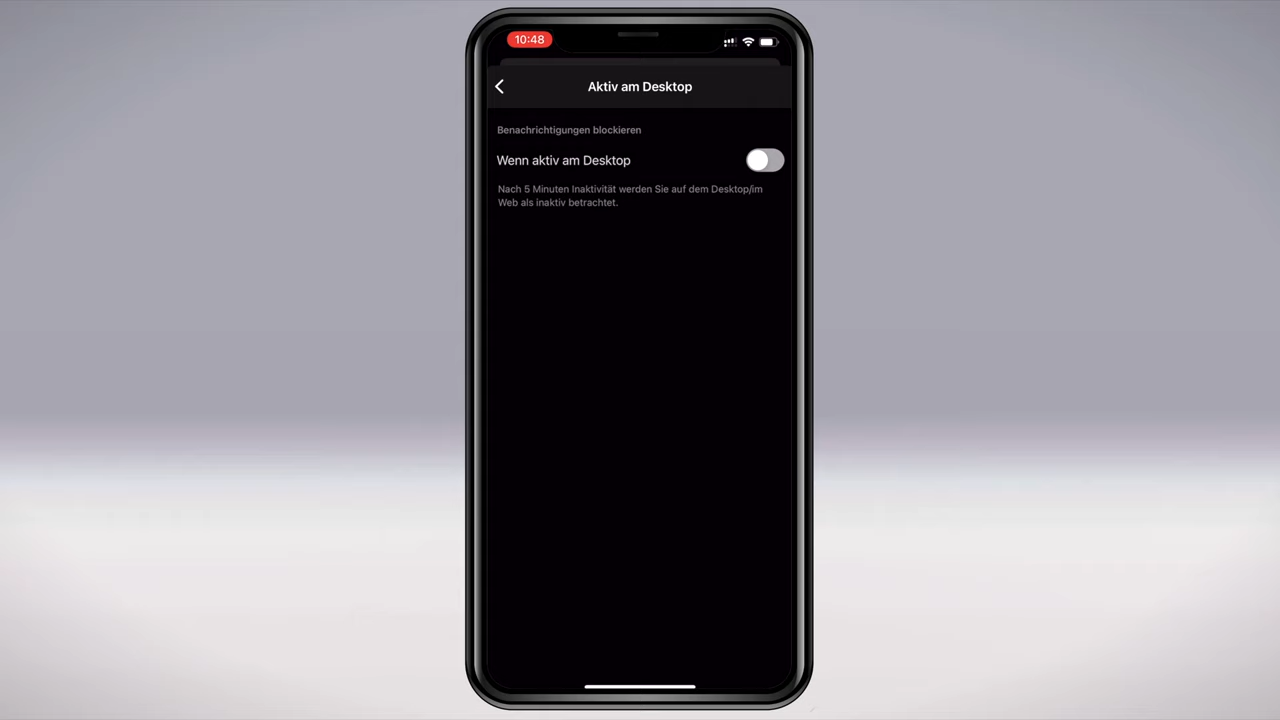 10:48
Aktiv am Desktop
Benachrichtigungen blockieren
Wenn aktiv am Desktop
Nach 5 Minuten Inaktivität werden Sie auf dem Desktop/im
Web als inaktiv betrachtet.